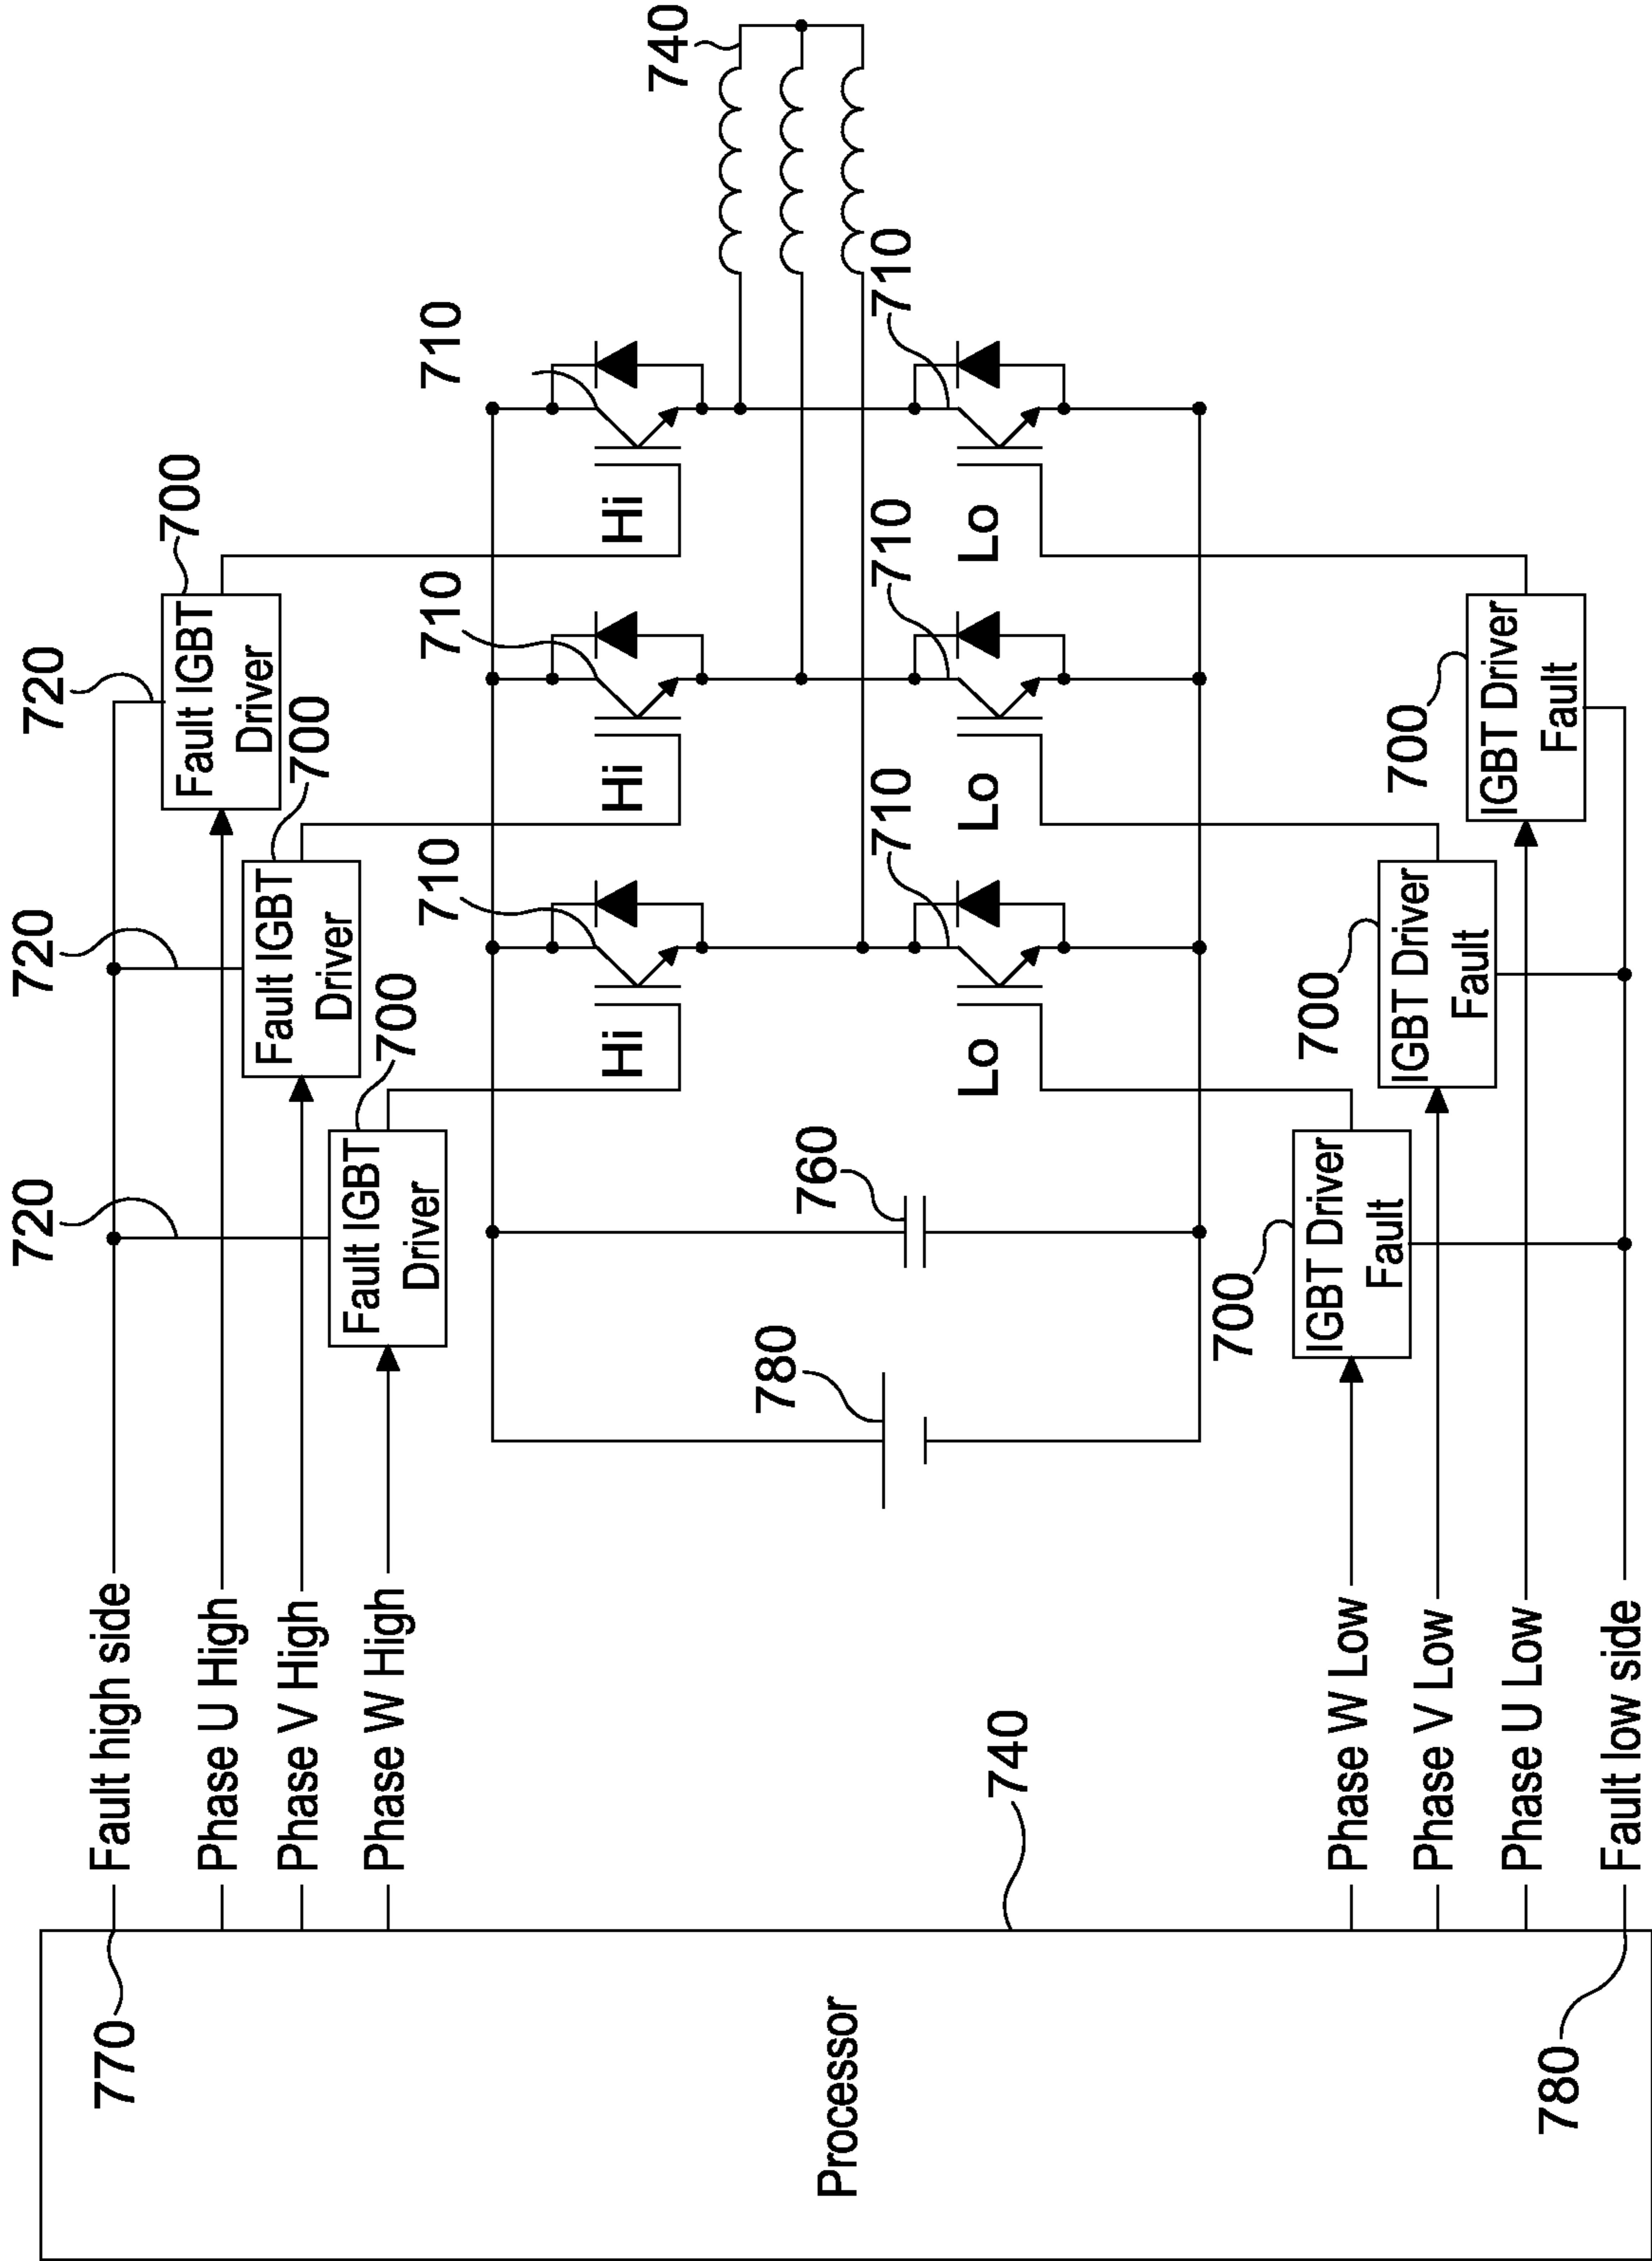 720
720
720
770
Fault high side
Phase U High
Phase V High
Phase W High
Fault IGBT
Driver
700
Fault IGBT
Driver
700
Fault IGBT
Driver
700
710
710
710
Hi
Hi
Hi
740
780
760
Processor
740
710
710
710
Lo
Lo
Lo
700
IGBT Driver
Fault
700
IGBT Driver
Fault
700
IGBT Driver
Fault
Phase W Low
Phase V Low
Phase U Low
Fault low side
780